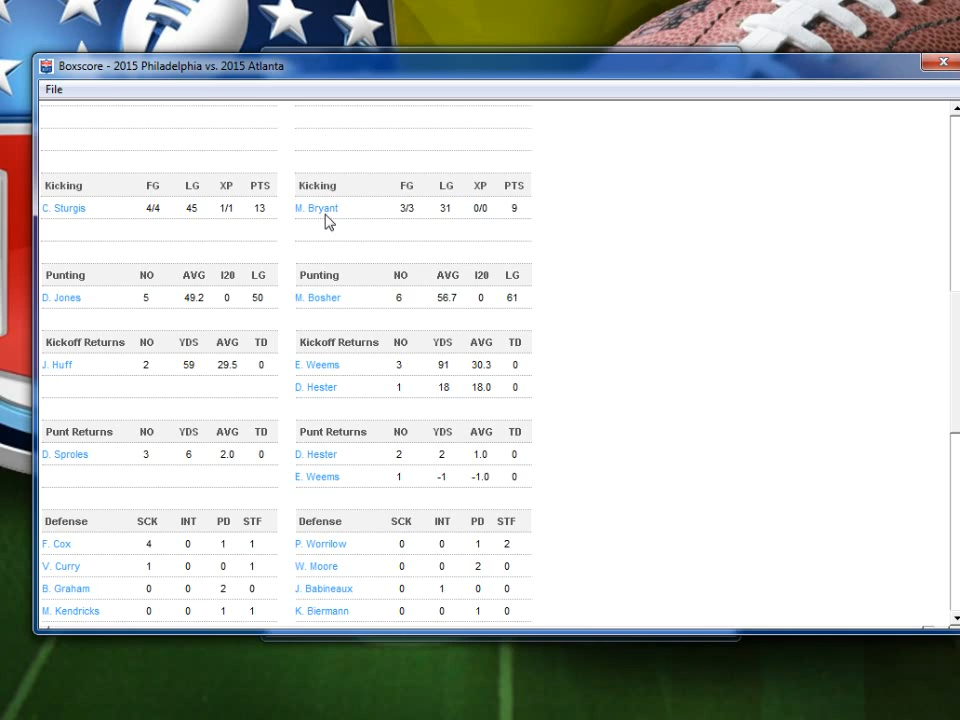 Boxscore - 2015 Philadelphia vs. 2015 Atlanta
File
Kicking FG LG XP PTS Kicking FG LG XP PTS
C. Sturgis 4/4 45 1/1 13 M. Bryant 3/3 31 0/0 9
Punting NO AVG I20 LG Punting NO AVG I20 LG
D. Jones 5 49.2 0 50 M. Bosher 6 56.7 0 61
Kickoff Returns NO YDS AVG TD Kickoff Returns NO YDS AVG TD
J. Huff 2 59 29.5 0 E. Weems 3 91 30.3 0
D. Hester 1 18 18.0 0
Punt Returns NO YDS AVG TD Punt Returns NO YDS AVG TD
D. Sproles 3 6 2.0 0 D. Hester 2 2 1.0 0
E. Weems 1 -1 -1.0 0
Defense SCK INT PD STF Defense SCK INT PD STF
F. Cox 4 0 1 1 P. Worrilow 0 0 1 2
V. Curry 1 0 0 1 W. Moore 0 0 2 0
B. Graham 0 0 2 0 J. Babineaux 0 1 0 0
M. Kendricks 0 0 1 1 K. Biermann 0 0 1 0